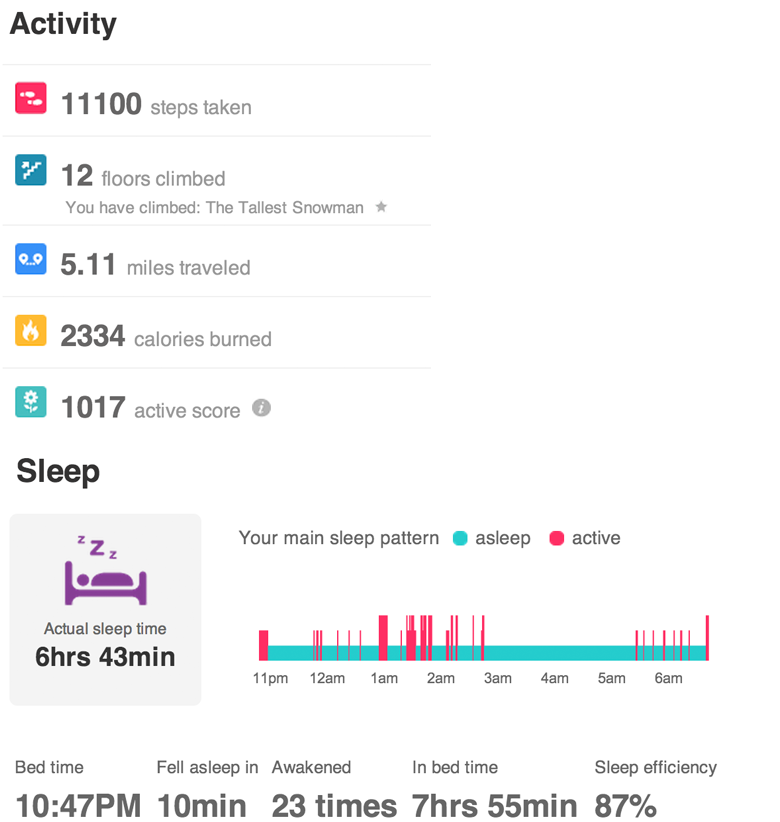 Activity
11100 steps taken
12 floors climbed
You have climbed: The Tallest Snowman
5.11 miles traveled
2334 calories burned
1017 active score i
Sleep
z Z z
Actual sleep time
6hrs 43min
Your main sleep pattern asleep active
11pm 12am 1am 2am 3am 4am 5am 6am
Bed time Fell asleep in Awakened In bed time Sleep efficiency
10:47PM 10min 23 times 7hrs 55min 87%